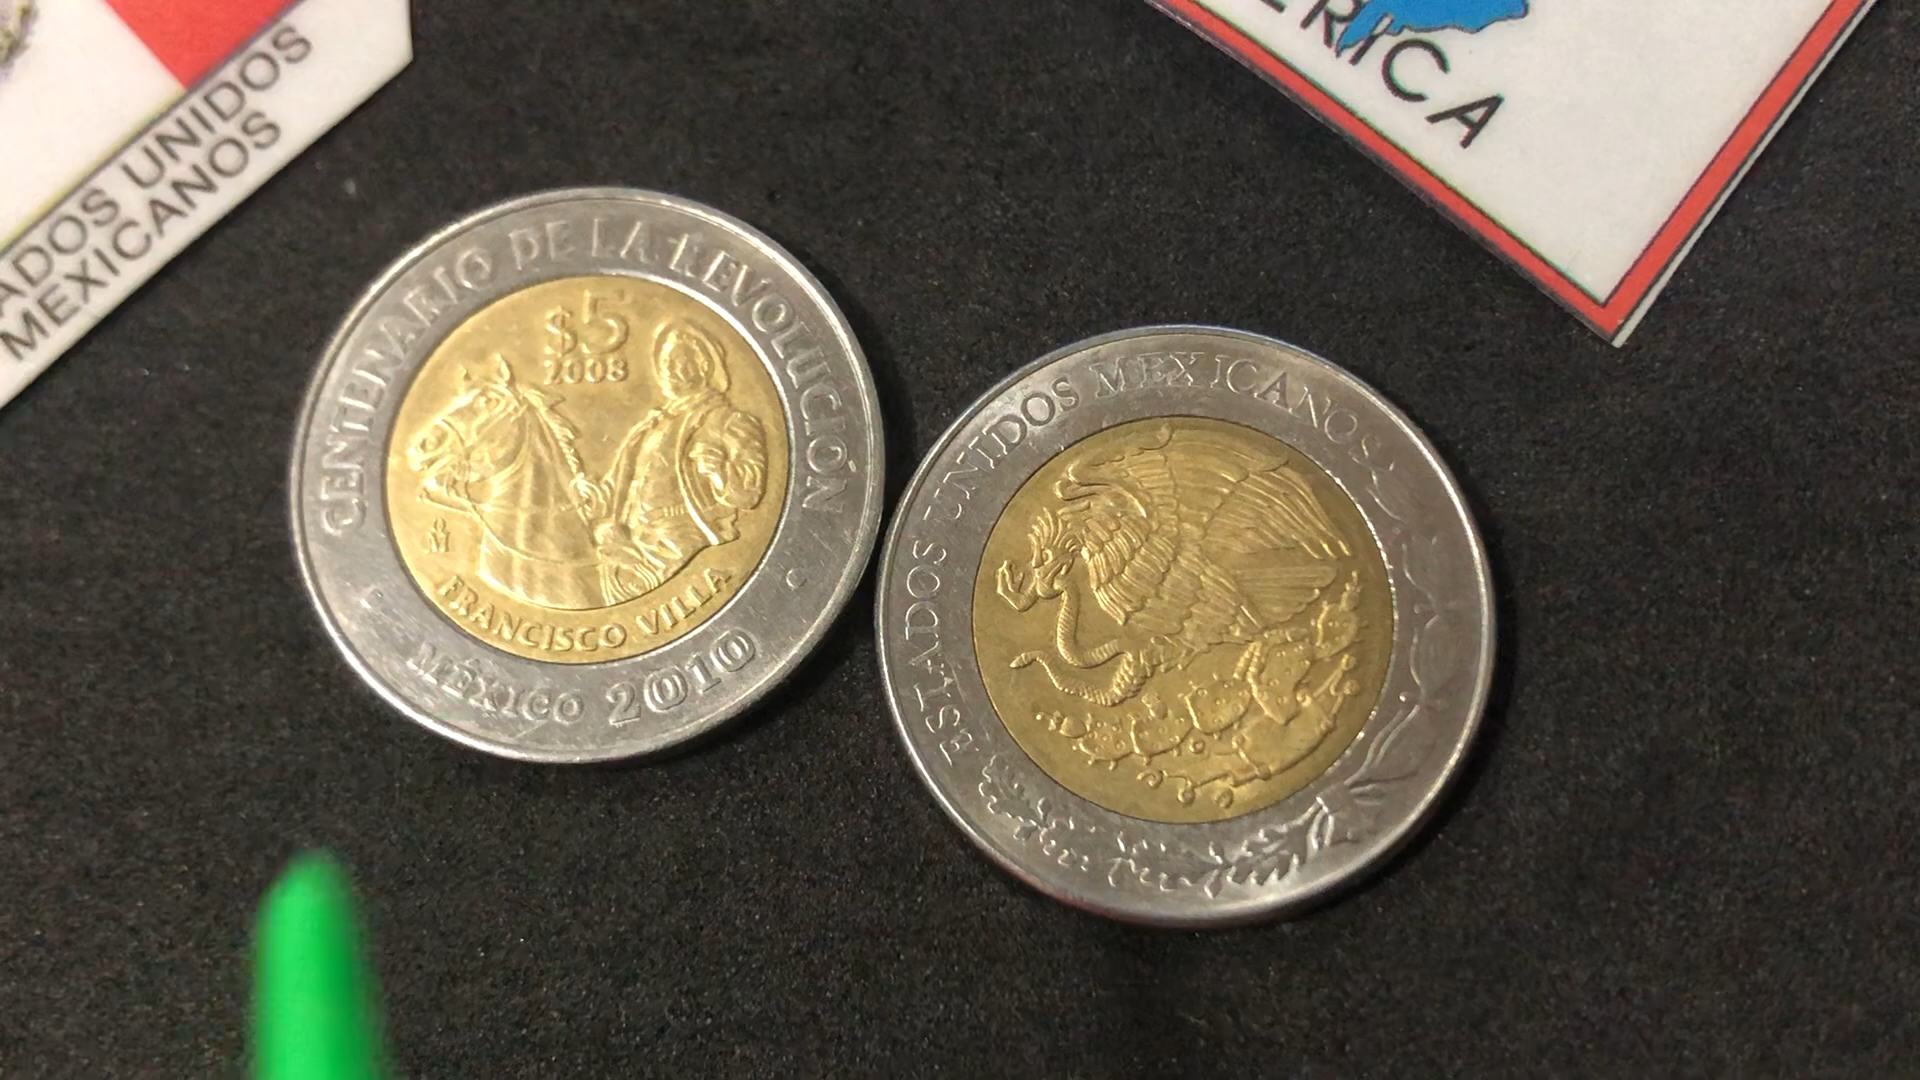 ADOS UNIDOS
MEXICANOS
ERICA
CENTENARIO DE LA REVOLUCIÓN
$5
2008
M
FRANCISCO VILLA
MÉXICO 2010
ESTADOS UNIDOS MEXICANOS